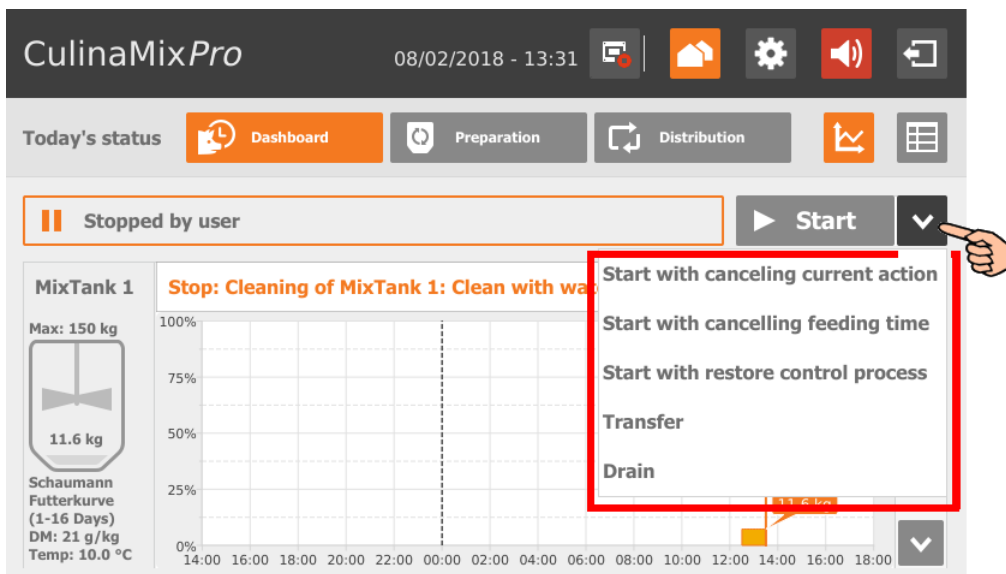 CulinaMixPro
08/02/2018 - 13:31
Today's status
Dashboard
Preparation
Distribution
Stopped by user
Start
MixTank 1
Stop: Cleaning of MixTank 1: Clean with
Start with canceling current action
Start with cancelling feeding time
Start with restore control process
Transfer
Drain
Max: 150 kg
11.6 kg
Schaumann
Futterkurve
(1-16 Days)
DM: 21 g/kg
Temp: 10.0 °C
100%
75%
50%
25%
0%
11.6 kg
14:00 16:00 18:00 20:00 22:00 00:00 02:00 04:00 06:00 08:00 10:00 12:00 14:00 16:00 18:00